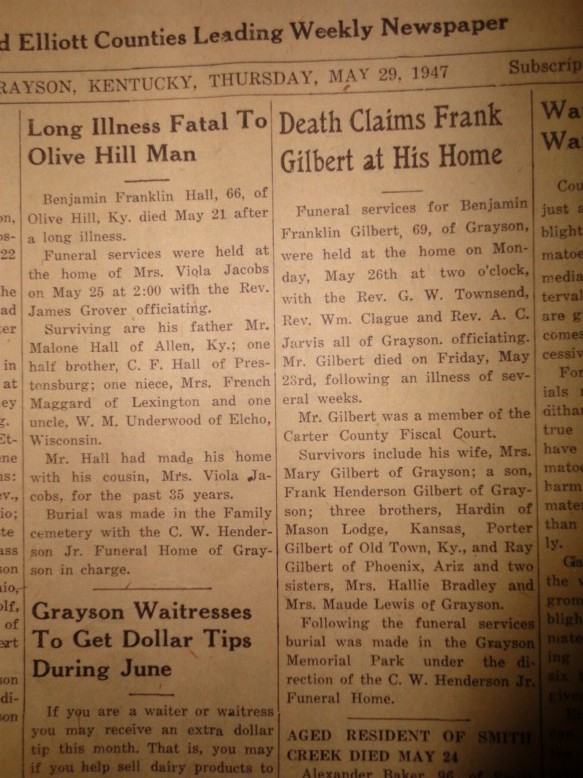 d Elliott Counties Leading Weekly Newspaper
RAYSON, KENTUCKY, THURSDAY, MAY 29, 1947
Subscrip
Long Illness Fatal To
Olive Hill Man
Benjamin Franklin Hall, 66, of
Olive Hill, Ky. died May 21 after
a long illness.
Funeral services were held at
the home of Mrs. Viola Jacobs
on May 25 at 2:00 with the Rev.
James Grover officiating.
Surviving are his father Mr.
Malone Hall of Allen, Ky.; one
half brother, C. F. Hall of Pres-
tonsburg; one niece, Mrs. French
Maggard of Lexington and one
uncle, W. M. Underwood of Elcho,
Wisconsin.
Mr. Hall had made his home
with his cousin, Mrs. Viola Ja-
cobs, for the past 35 years.
Burial was made in the Family
cemetery with the C. W. Hender-
son Jr. Funeral Home of Gray-
son in charge.
Grayson Waitresses
To Get Dollar Tips
During June
If you are a waiter or waitress
you may receive an extra dollar
tip this month. That is, you may
if you help sell dairy products to
Death Claims Frank
Gilbert at His Home
Funeral services for Benjamin
Franklin Gilbert, 69, of Grayson,
were held at the home on Mon-
day, May 26th at two o'clock,
with the Rev. G. W. Townsend,
Rev. Wm. Clague and Rev. A. C.
Jarvis all of Grayson. officiating.
Mr. Gilbert died on Friday, May
23rd, following an illness of sev-
eral weeks.
Mr. Gilbert was a member of the
Carter County Fiscal Court.
Survivors include his wife, Mrs.
Mary Gilbert of Grayson; a son,
Frank Henderson Gilbert of Gray-
son; three brothers, Hardin of
Mason Lodge, Kansas, Porter
Gilbert of Old Town, Ky., and Ray
Gilbert of Phoenix, Ariz and two
sisters, Mrs. Hallie Bradley and
Mrs. Maude Lewis of Grayson.
Following the funeral services
burial was made in the Grayson
Memorial Park under the di-
rection of the C. W. Henderson Jr.
Funeral Home.
AGED RESIDENT OF SMITH
CREEK DIED MAY 24
Alexander Baker, 96, of